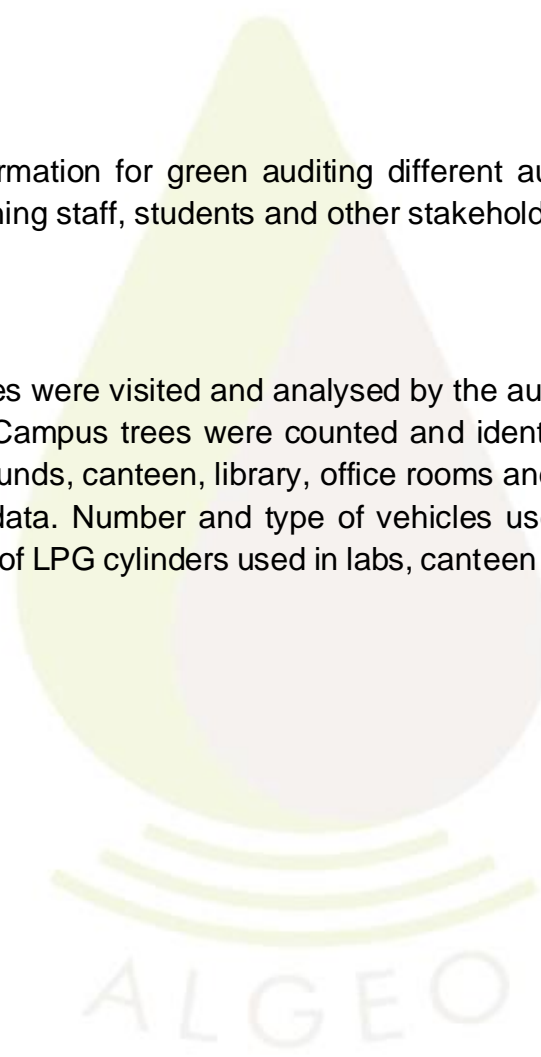 rmation for green auditing different au
ning staff, students and other stakehold
es were visited and analysed by the au
Campus trees were counted and ident
unds, canteen, library, office rooms and
data. Number and type of vehicles us
of LPG cylinders used in labs, canteen
ALGEO